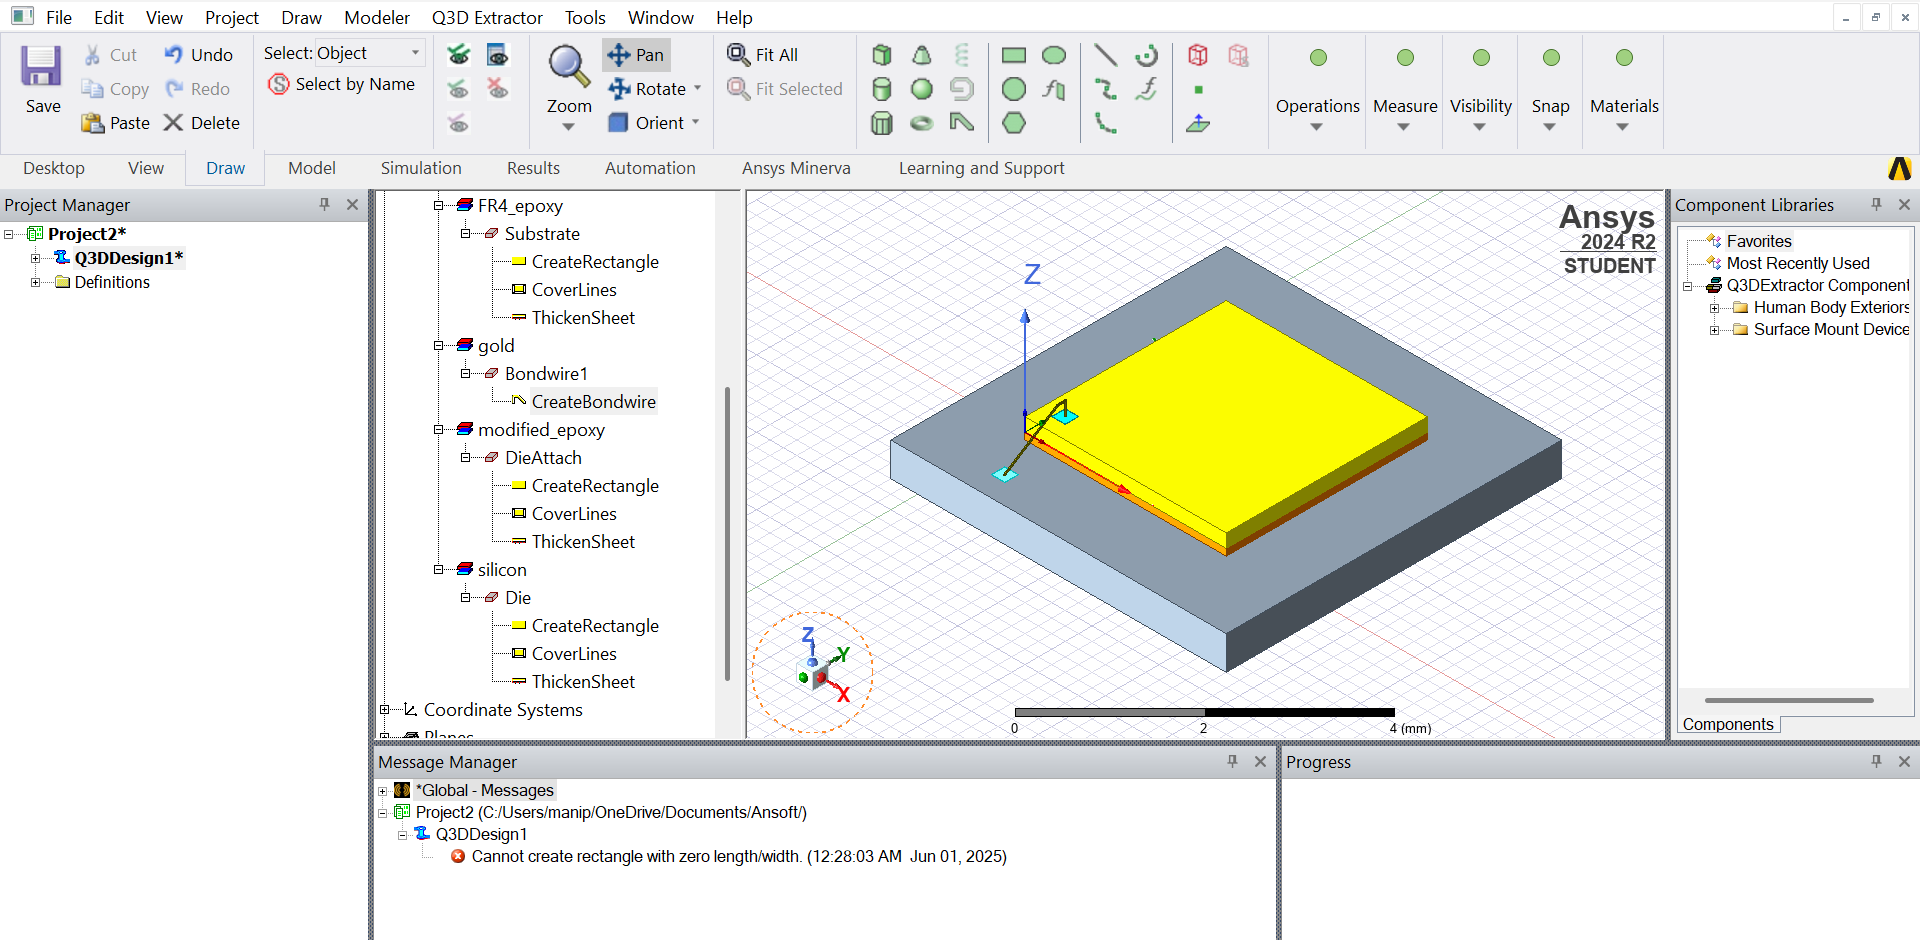 File Edit View Project Draw Modeler Q3D Extractor Tools Window Help
Save
Cut
Copy
Paste
Undo
Redo
Delete
Select: Object
Select by Name
Zoom
Pan
Rotate
Orient
Fit All
Fit Selected
Operations
Measure
Visibility
Snap
Materials
Desktop View Draw Model Simulation Results Automation Ansys Minerva Learning and Support
Project Manager
Project2*
Q3DDesign1*
Definitions
FR4_epoxy
Substrate
CreateRectangle
CoverLines
ThickenSheet
gold
Bondwire1
CreateBondwire
modified_epoxy
DieAttach
CreateRectangle
CoverLines
ThickenSheet
silicon
Die
CreateRectangle
CoverLines
ThickenSheet
Coordinate Systems
Planes
Ansys
2024 R2
STUDENT
Z
Z
Y
X
0 2 4 (mm)
Component Libraries
Favorites
Most Recently Used
Q3DExtractor Component
Human Body Exteriors
Surface Mount Device
Components
Message Manager
*Global - Messages
Project2 (C:/Users/manip/OneDrive/Documents/Ansoft/)
Q3DDesign1
Cannot create rectangle with zero length/width. (12:28:03 AM Jun 01, 2025)
Progress